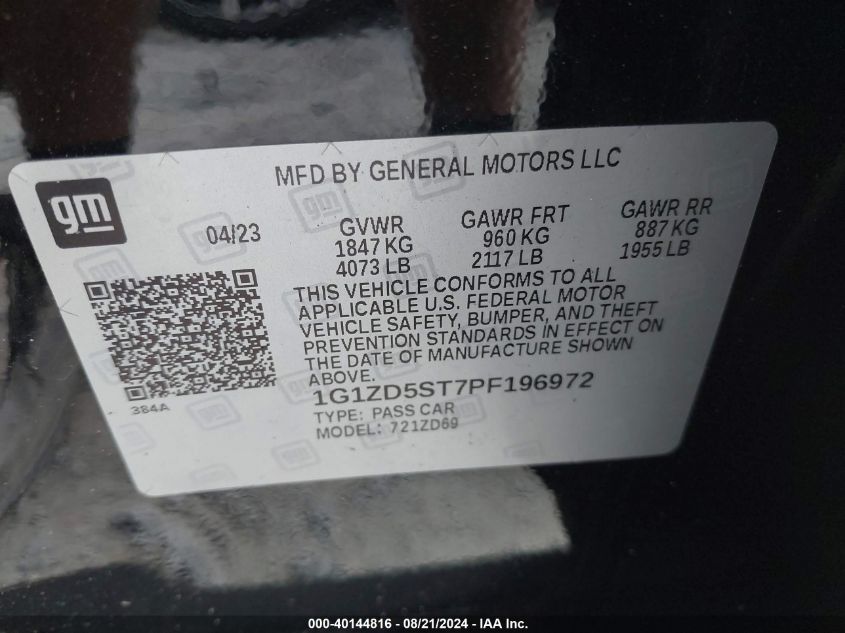 MFD BY GENERAL MOTORS LLC
gm
04/23
GVWR
1847 KG
4073 LB
GAWR FRT
960 KG
2117 LB
GAWR RR
887 KG
1955 LB
THIS VEHICLE CONFORMS TO ALL
APPLICABLE U.S. FEDERAL MOTOR
VEHICLE SAFETY, BUMPER, AND THEFT
PREVENTION STANDARDS IN EFFECT ON
THE DATE OF MANUFACTURE SHOWN
ABOVE.
384A
1G1ZD5ST7PF196972
TYPE: PASS CAR
MODEL: 721ZD69
000-40144816 - 08/21/2024 - IAA Inc.